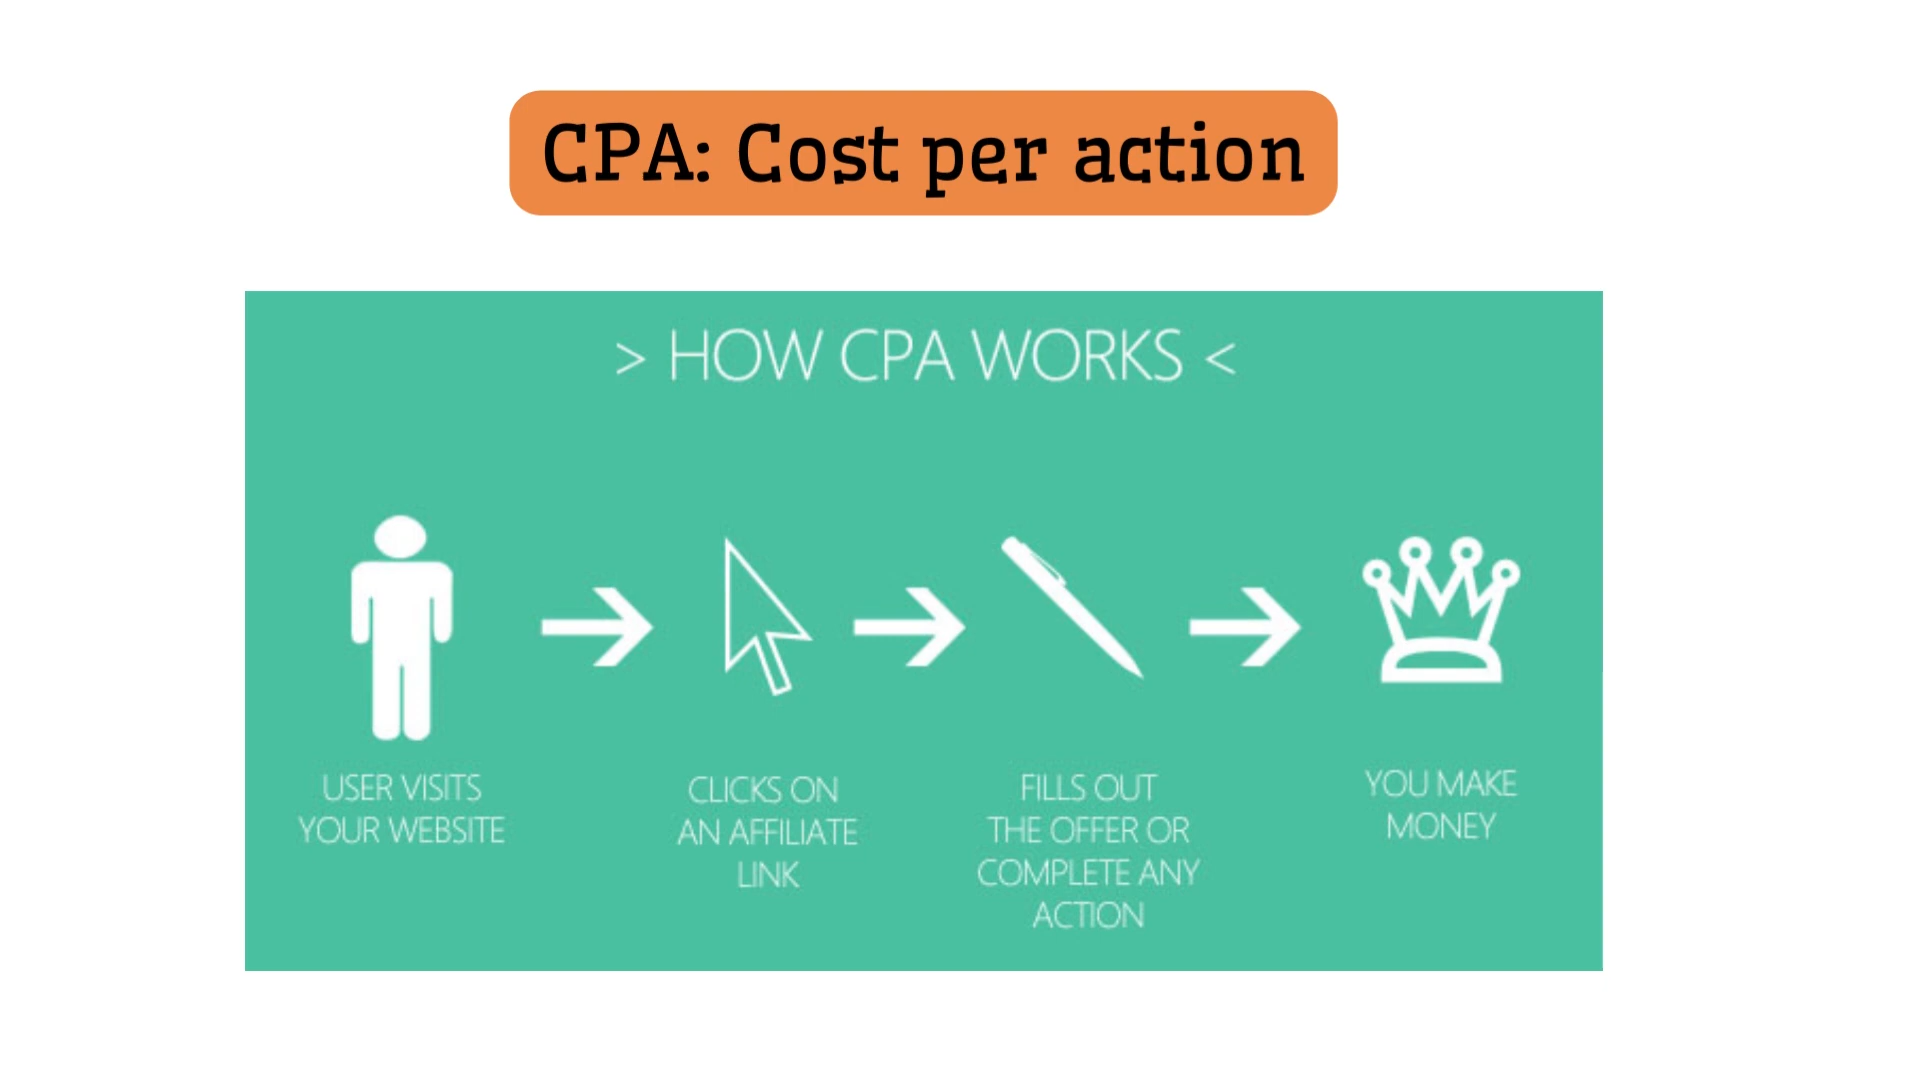 CPA: Cost per action
> HOW CPA WORKS <
USER VISITS
YOUR WEBSITE
CLICKS ON
AN AFFILIATE
LINK
FILLS OUT
THE OFFER OR
COMPLETE ANY
ACTION
YOU MAKE
MONEY